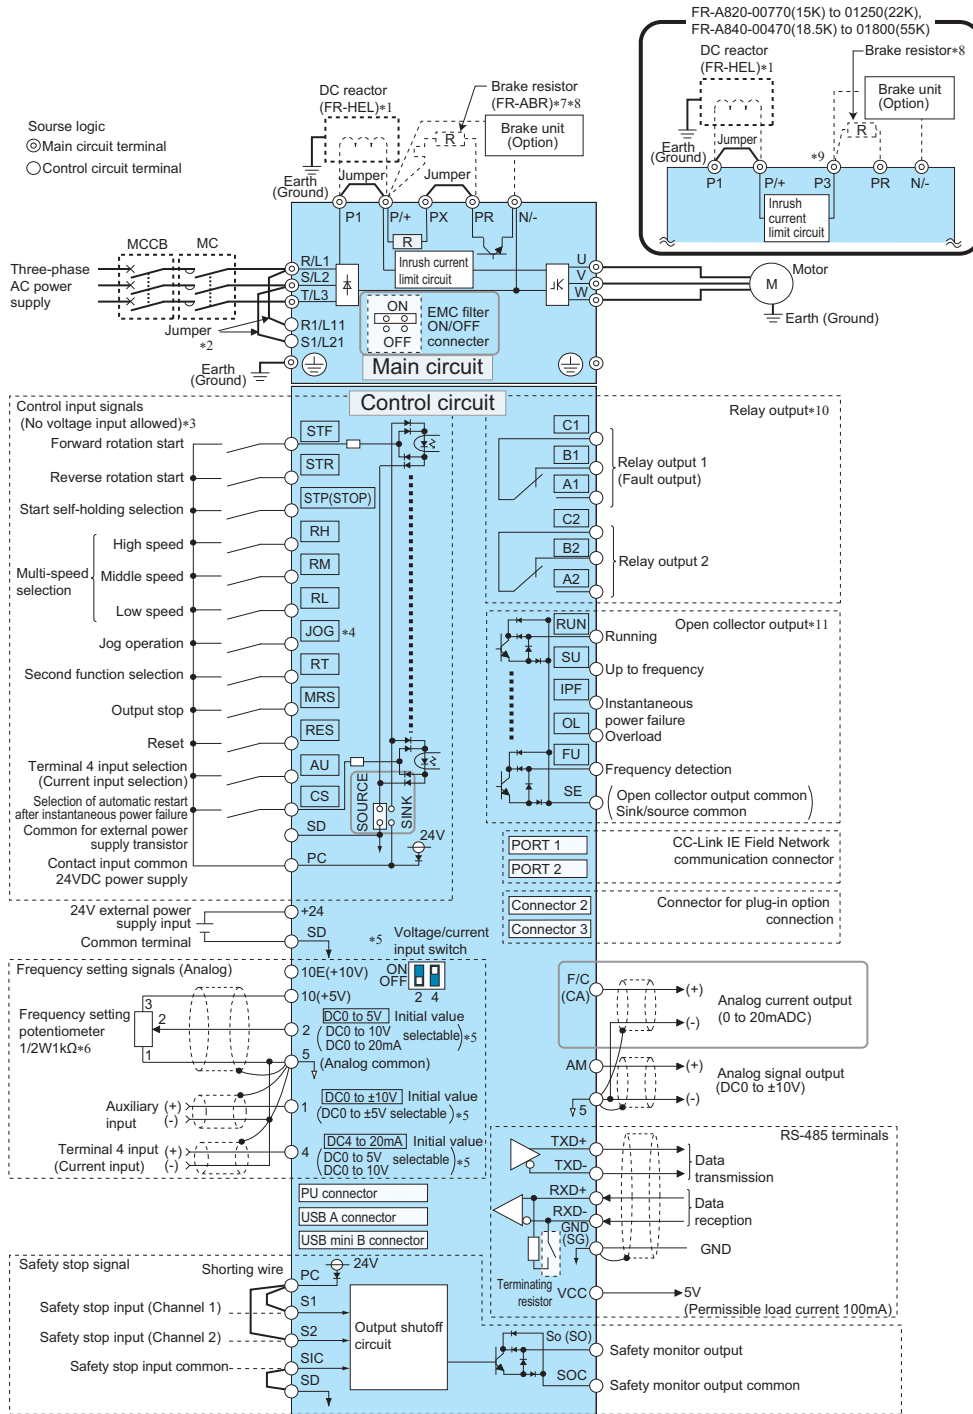 FR-A820-00770(15K) to 01250(22K),
FR-A840-00470(18.5K) to 01800(55K)
DC reactor
(FR-HEL)*1
Brake resistor*8
Brake unit
(Option)
R
Jumper
Earth
(Ground)
*9
P1
P/+
P3
PR
N/-
Inrush
current
limit circuit
Sourse logic
Main circuit terminal
Control circuit terminal
DC reactor
(FR-HEL)*1
Brake resistor
(FR-ABR)*7*8
Brake unit
(Option)
R
Earth
(Ground)
Jumper
Jumper
P1
P/+
PX
PR
N/-
R
Inrush current
limit circuit
MCCB
MC
Three-phase
AC power
supply
R/L1
S/L2
T/L3
R1/L11
S1/L21
Jumper
*2
Earth
(Ground)
ON
OFF
EMC filter
ON/OFF
connecter
U
V
W
Motor
M
Earth (Ground)
Main circuit
Control circuit
Control input signals
(No voltage input allowed)*3
Forward rotation start
STF
Reverse rotation start
STR
Start self-holding selection
STP(STOP)
Multi-speed
selection
High speed
RH
Middle speed
RM
Low speed
RL
Jog operation
JOG *4
Second function selection
RT
Output stop
MRS
Reset
RES
Terminal 4 input selection
(Current input selection)
AU
Selection of automatic restart
after instantaneous power failure
CS
Common for external power
supply transistor
SD
Contact input common
24VDC power supply
PC
SOURCE
SINK
24V
Relay output*10
C1
B1
A1
Relay output 1
(Fault output)
C2
B2
A2
Relay output 2
Open collector output*11
RUN
Running
SU
Up to frequency
IPF
Instantaneous
power failure
OL
Overload
FU
Frequency detection
SE
Open collector output common
Sink/source common
PORT 1
PORT 2
CC-Link IE Field Network
communication connector
Connector 2
Connector 3
Connector for plug-in option
connection
24V external power
supply input
+24
Common terminal
SD
*5
Voltage/current
input switch
ON
OFF
2 4
Frequency setting signals (Analog)
10E(+10V)
10(+5V)
Frequency setting
potentiometer
1/2W1kΩ*6
3
2
1
2
DC0 to 5V Initial value
DC0 to 10V
DC0 to 20mA
selectable
*5
5
(Analog common)
Auxiliary
input
(+)
(-)
1
DC0 to ±10V Initial value
(DC0 to ±5V selectable)
*5
Terminal 4 input
(Current input)
(+)
(-)
4
DC4 to 20mA Initial value
DC0 to 5V
DC0 to 10V
selectable
*5
F/C
(CA)
(+)
(-)
Analog current output
(0 to 20mADC)
AM
(+)
(-)
5
Analog signal output
(DC0 to ±10V)
RS-485 terminals
TXD+
TXD-
Data
transmission
RXD+
RXD-
Data
reception
GND
(SG)
GND
Terminating
resistor
VCC
5V
(Permissible load current 100mA)
PU connector
USB A connector
USB mini B connector
Safety stop signal
Shorting wire
PC
24V
Safety stop input (Channel 1)
S1
Safety stop input (Channel 2)
S2
Safety stop input common
SIC
SD
Output shutoff
circuit
So (SO)
Safety monitor output
SOC
Safety monitor output common